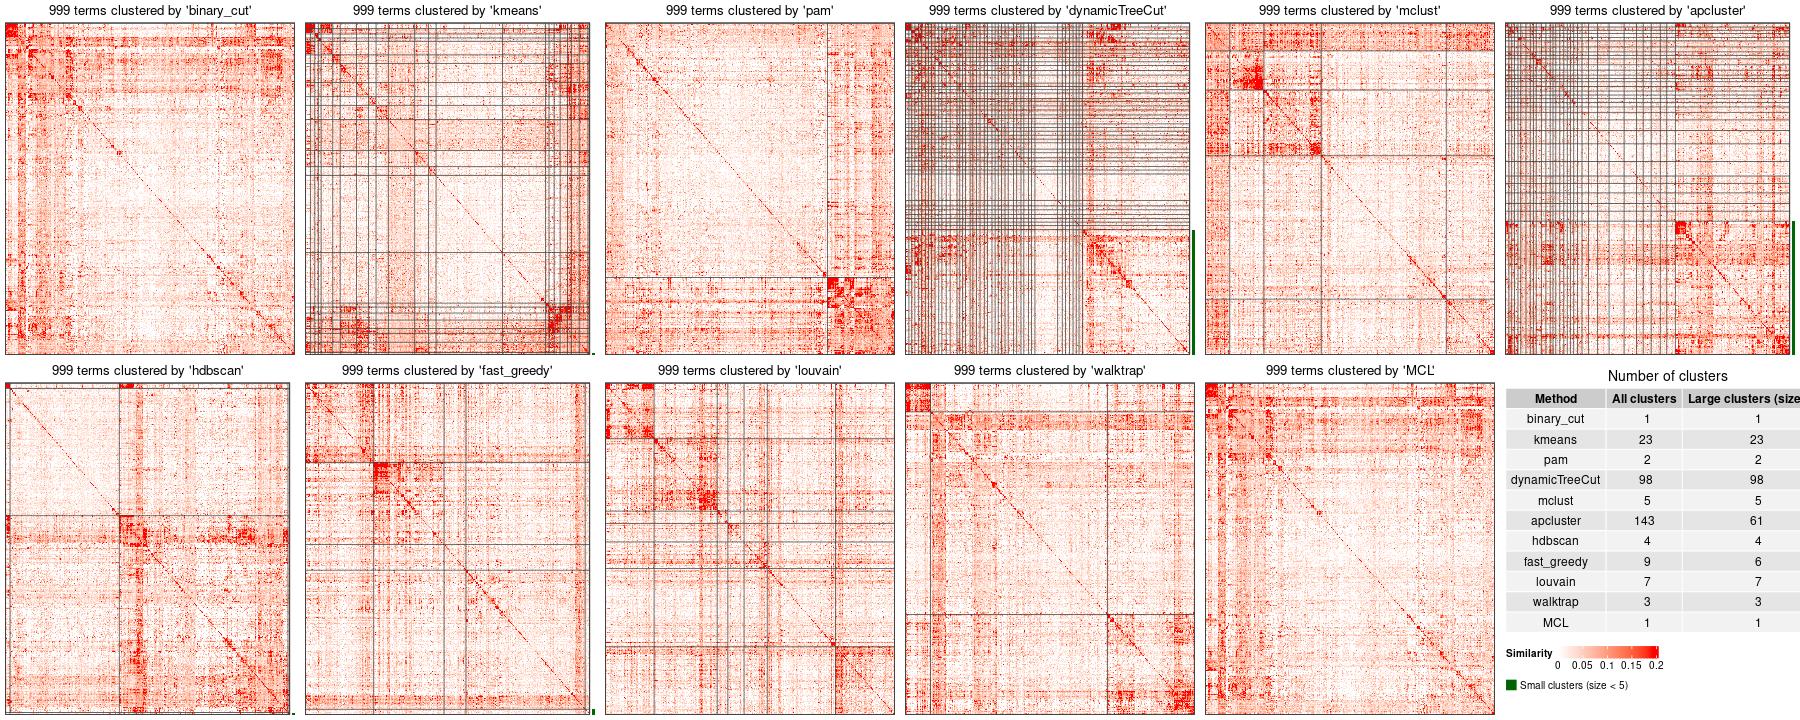 999 terms clustered by 'binary_cut'
999 terms clustered by 'kmeans'
999 terms clustered by 'pam'
999 terms clustered by 'dynamicTreeCut'
999 terms clustered by 'mclust'
999 terms clustered by 'apcluster'
999 terms clustered by 'hdbscan'
999 terms clustered by 'fast_greedy'
999 terms clustered by 'louvain'
999 terms clustered by 'walktrap'
999 terms clustered by 'MCL'
Number of clusters
Method All clusters Large clusters (size
binary_cut 1 1
kmeans 23 23
pam 2 2
dynamicTreeCut 98 98
mclust 5 5
apcluster 143 61
hdbscan 4 4
fast_greedy 9 6
louvain 7 7
walktrap 3 3
MCL 1 1
Similarity
0 0.05 0.1 0.15 0.2
Small clusters (size < 5)